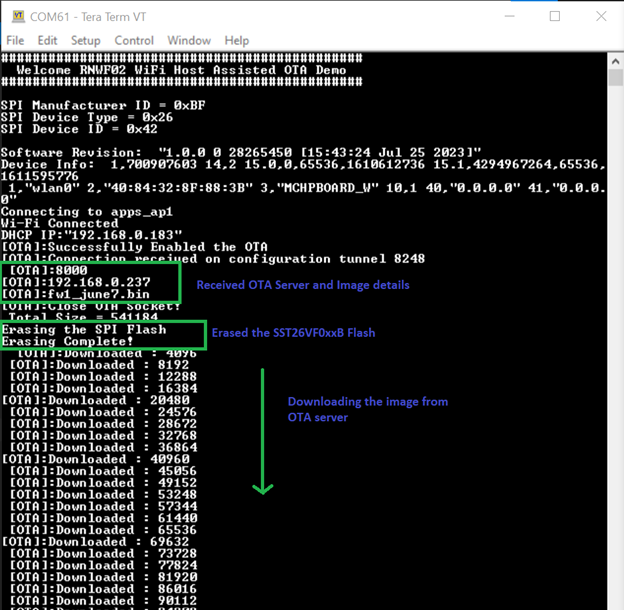 COM61 - Tera Term VT
File Edit Setup Control Window Help
###########################################
Welcome RNWF02 WiFi Host Assisted OTA Demo
###########################################
SPI Manufacturer ID = 0xBF
SPI Device Type = 0x26
SPI Device ID = 0x42
Software Revision: "1.0.0 0 28265450 [15:43:24 Jul 25 2023]"
Device Info: 1,700907603 14,2 15.0,0,65536,1610612736 15.1,4294967264,65536,
1611595776
1,"wlan0" 2,"40:84:32:8F:88:3B" 3,"MCHPBOARD_W" 10,1 40,"0.0.0.0" 41,"0.0.0.
0"
Connecting to apps_ap1
Wi-Fi Connected
DHCP IP:"192.168.0.183"
[OTA]:Successfully Enabled the OTA
[OTA]:Connection received on configuration tunnel 8248
[OTA]:8000
[OTA]:192.168.0.237 Received OTA Server and Image details
[OTA]:fw1_june7.bin
[OTA]:Close OTA Socket!
Total Size = 541184
Erasing the SPI Flash Erased the SST26VF0xxB Flash
Erasing Complete!
[OTA]:Downloaded : 4096
[OTA]:Downloaded : 8192
[OTA]:Downloaded : 12288
[OTA]:Downloaded : 16384
[OTA]:Downloaded : 20480 Downloading the image from
[OTA]:Downloaded : 24576 OTA server
[OTA]:Downloaded : 28672
[OTA]:Downloaded : 32768
[OTA]:Downloaded : 36864
[OTA]:Downloaded : 40960
[OTA]:Downloaded : 45056
[OTA]:Downloaded : 49152
[OTA]:Downloaded : 53248
[OTA]:Downloaded : 57344
[OTA]:Downloaded : 61440
[OTA]:Downloaded : 65536
[OTA]:Downloaded : 69632
[OTA]:Downloaded : 73728
[OTA]:Downloaded : 77824
[OTA]:Downloaded : 81920
[OTA]:Downloaded : 86016
[OTA]:Downloaded : 90112